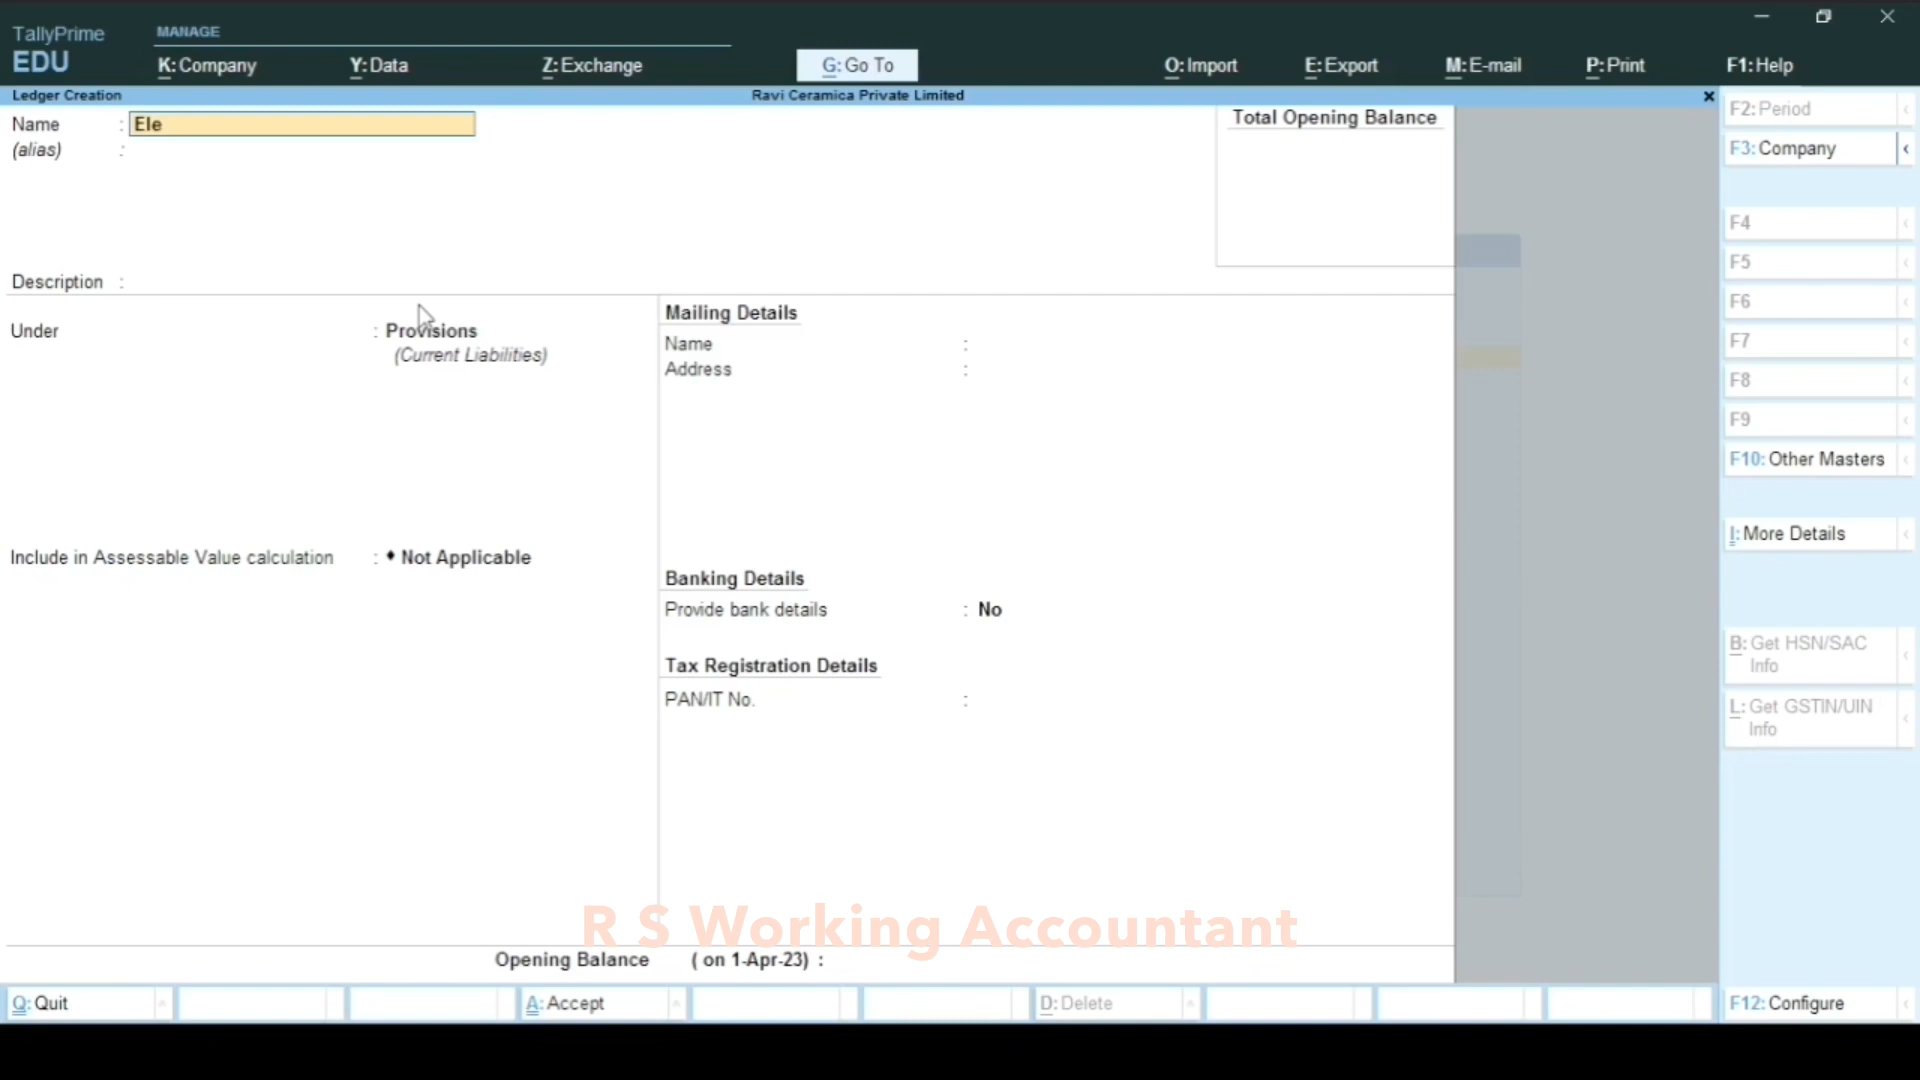 TallyPrime
EDU
MANAGE
K: Company
Y: Data
Z: Exchange
G: Go To
O: Import
E: Export
M: E-mail
P: Print
F1: Help
Ledger Creation
Ravi Ceramica Private Limited
Name : Ele
(alias) :
Total Opening Balance
Description :
Under : Provisions
(Current Liabilities)
Include in Assessable Value calculation : ♦ Not Applicable
Mailing Details
Name :
Address :
Banking Details
Provide bank details : No
Tax Registration Details
PAN/IT No. :
R S Working Accountant
Opening Balance ( on 1-Apr-23) :
F2: Period
F3: Company
F4
F5
F6
F7
F8
F9
F10: Other Masters
I: More Details
B: Get HSN/SAC
Info
L: Get GSTIN/UIN
Info
Q: Quit
A: Accept
D: Delete
F12: Configure